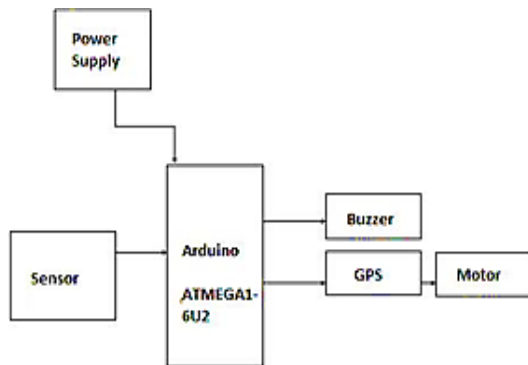 Power
Supply
Sensor
Arduino
ATMEGA1-
6U2
Buzzer
GPS
Motor